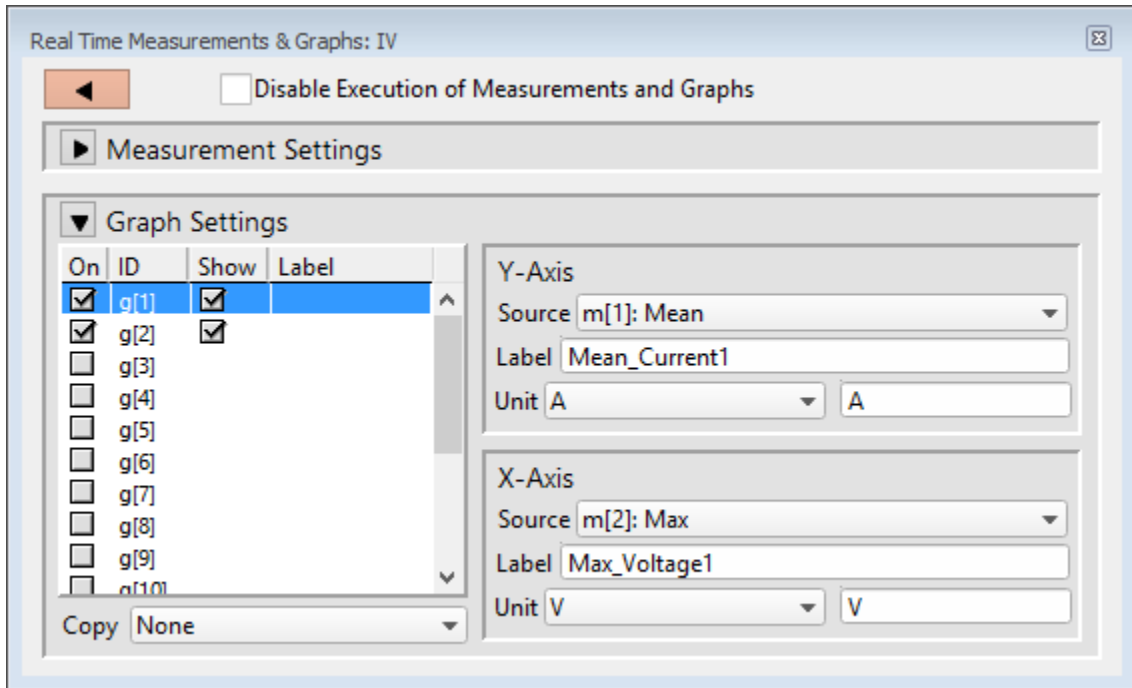 Real Time Measurements & Graphs: IV
Disable Execution of Measurements and Graphs
Measurement Settings
Graph Settings
On ID Show Label
g[1]
g[2]
g[3]
g[4]
g[5]
g[6]
g[7]
g[8]
g[9]
g[10]
Copy None
Y-Axis
Source m[1]: Mean
Label Mean_Current1
Unit A A
X-Axis
Source m[2]: Max
Label Max_Voltage1
Unit V V